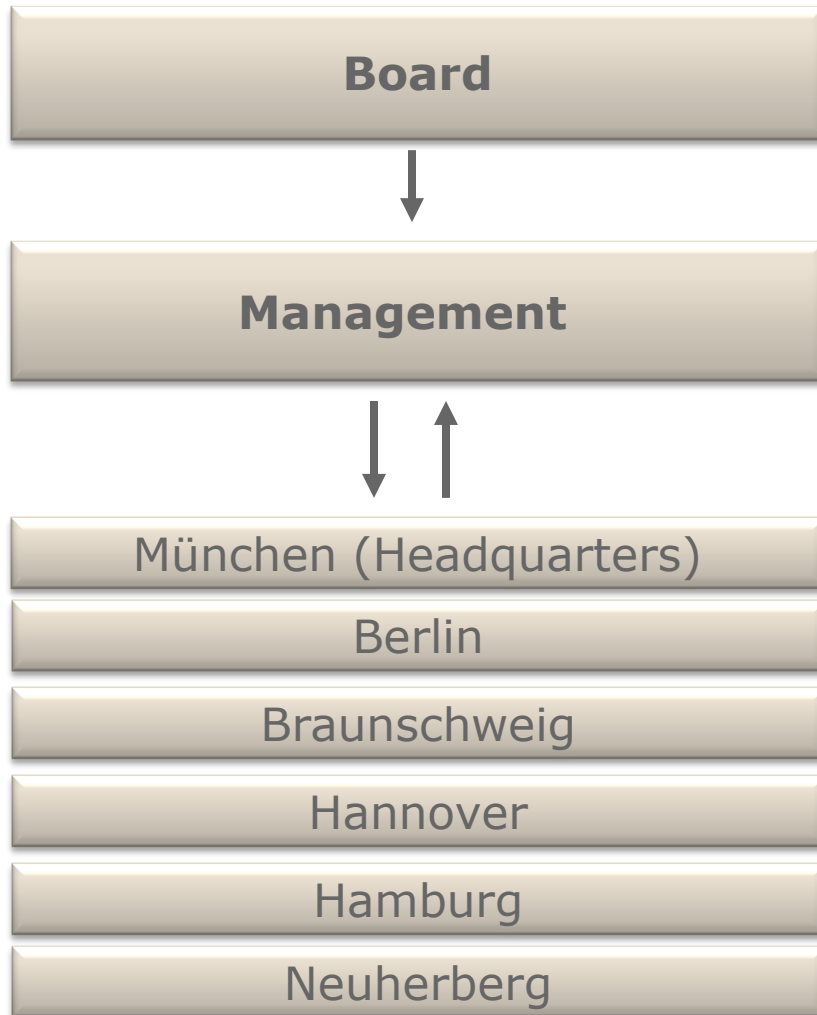 Board
Management
München (Headquarters)
Berlin
Braunschweig
Hannover
Hamburg
Neuherberg